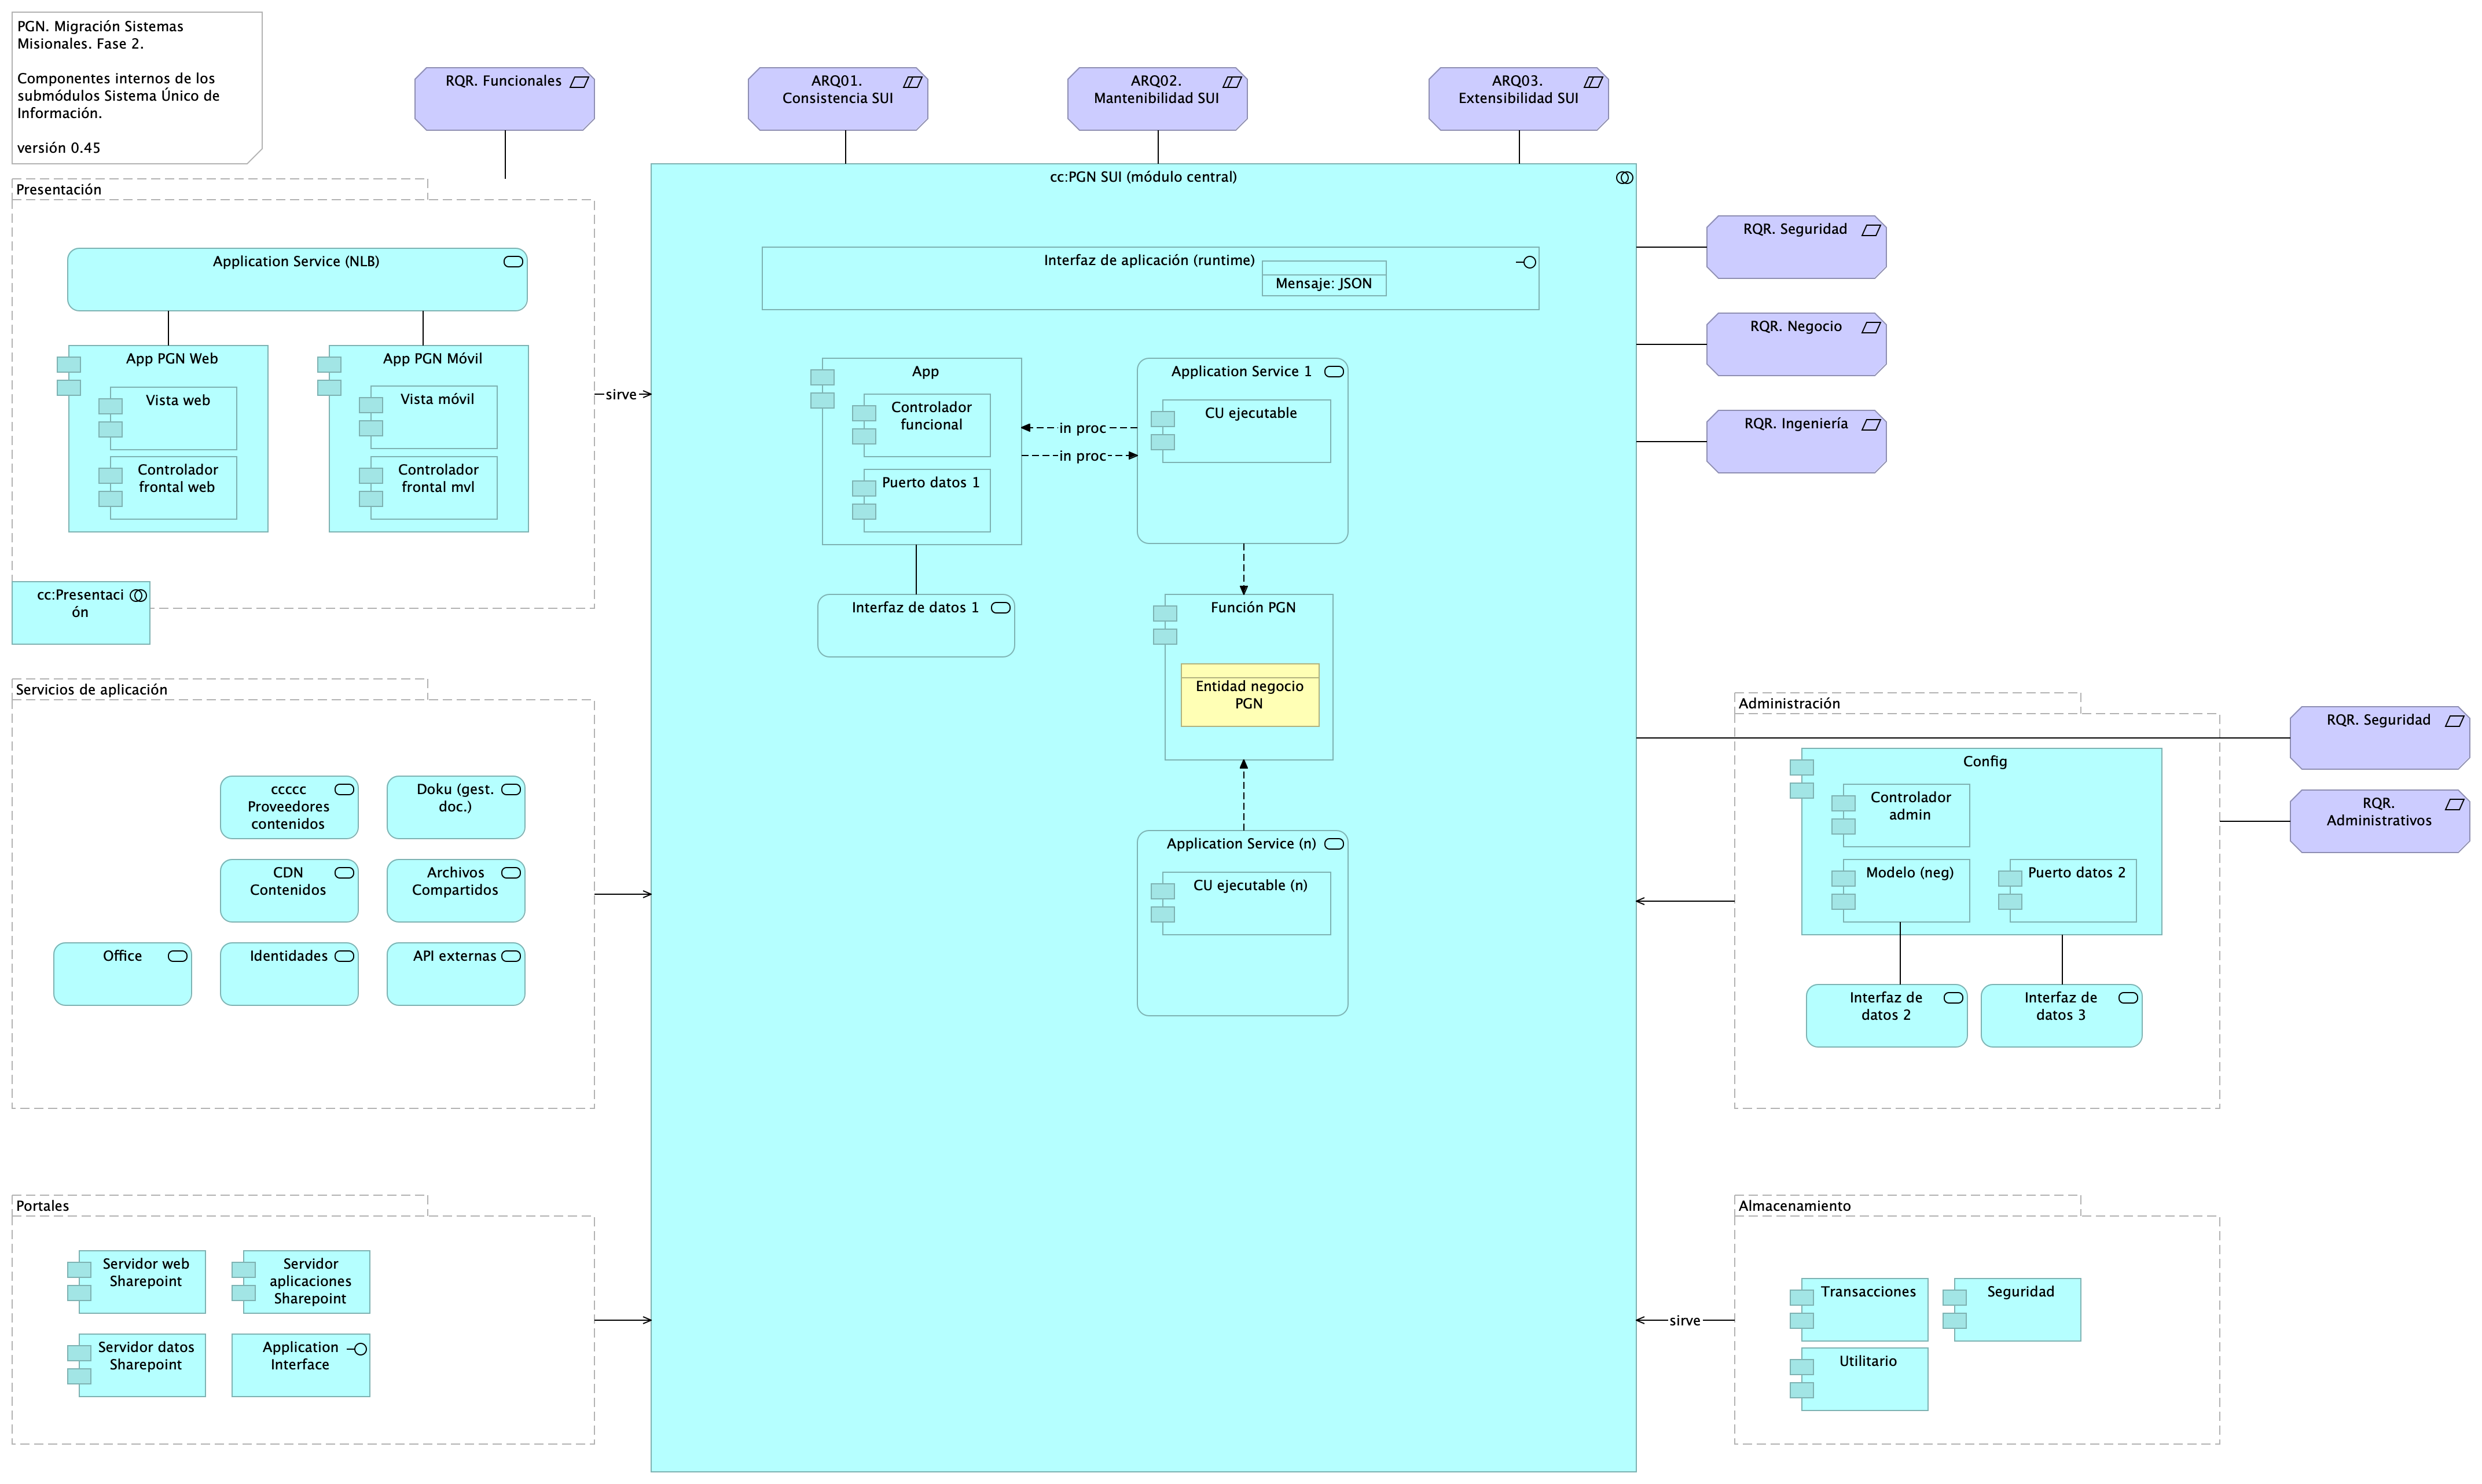 PGN. Migración Sistemas
Misionales. Fase 2.
Componentes internos de los
submódulos Sistema Único de
Información.
versión 0.45
RQR. Funcionales
ARQ01.
Consistencia SUI
ARQ02.
Mantenibilidad SUI
ARQ03.
Extensibilidad SUI
Presentación
Application Service (NLB)
App PGN Web
Vista web
Controlador
frontal web
App PGN Móvil
Vista móvil
Controlador
frontal mvl
cc:Presentaci
ón
sirve
cc:PGN SUI (módulo central)
Interfaz de aplicación (runtime)
Mensaje: JSON
App
Controlador
funcional
Puerto datos 1
in proc
in proc
Application Service 1
CU ejecutable
Interfaz de datos 1
Función PGN
Entidad negocio
PGN
Application Service (n)
CU ejecutable (n)
RQR. Seguridad
RQR. Negocio
RQR. Ingeniería
Servicios de aplicación
ccccc
Proveedores
contenidos
Doku (gest.
doc.)
CDN
Contenidos
Archivos
Compartidos
Office
Identidades
API externas
Administración
Config
Controlador
admin
Modelo (neg)
Puerto datos 2
Interfaz de
datos 2
Interfaz de
datos 3
RQR. Seguridad
RQR.
Administrativos
Portales
Servidor web
Sharepoint
Servidor
aplicaciones
Sharepoint
Servidor datos
Sharepoint
Application
Interface
sirve
Almacenamiento
Transacciones
Seguridad
Utilitario